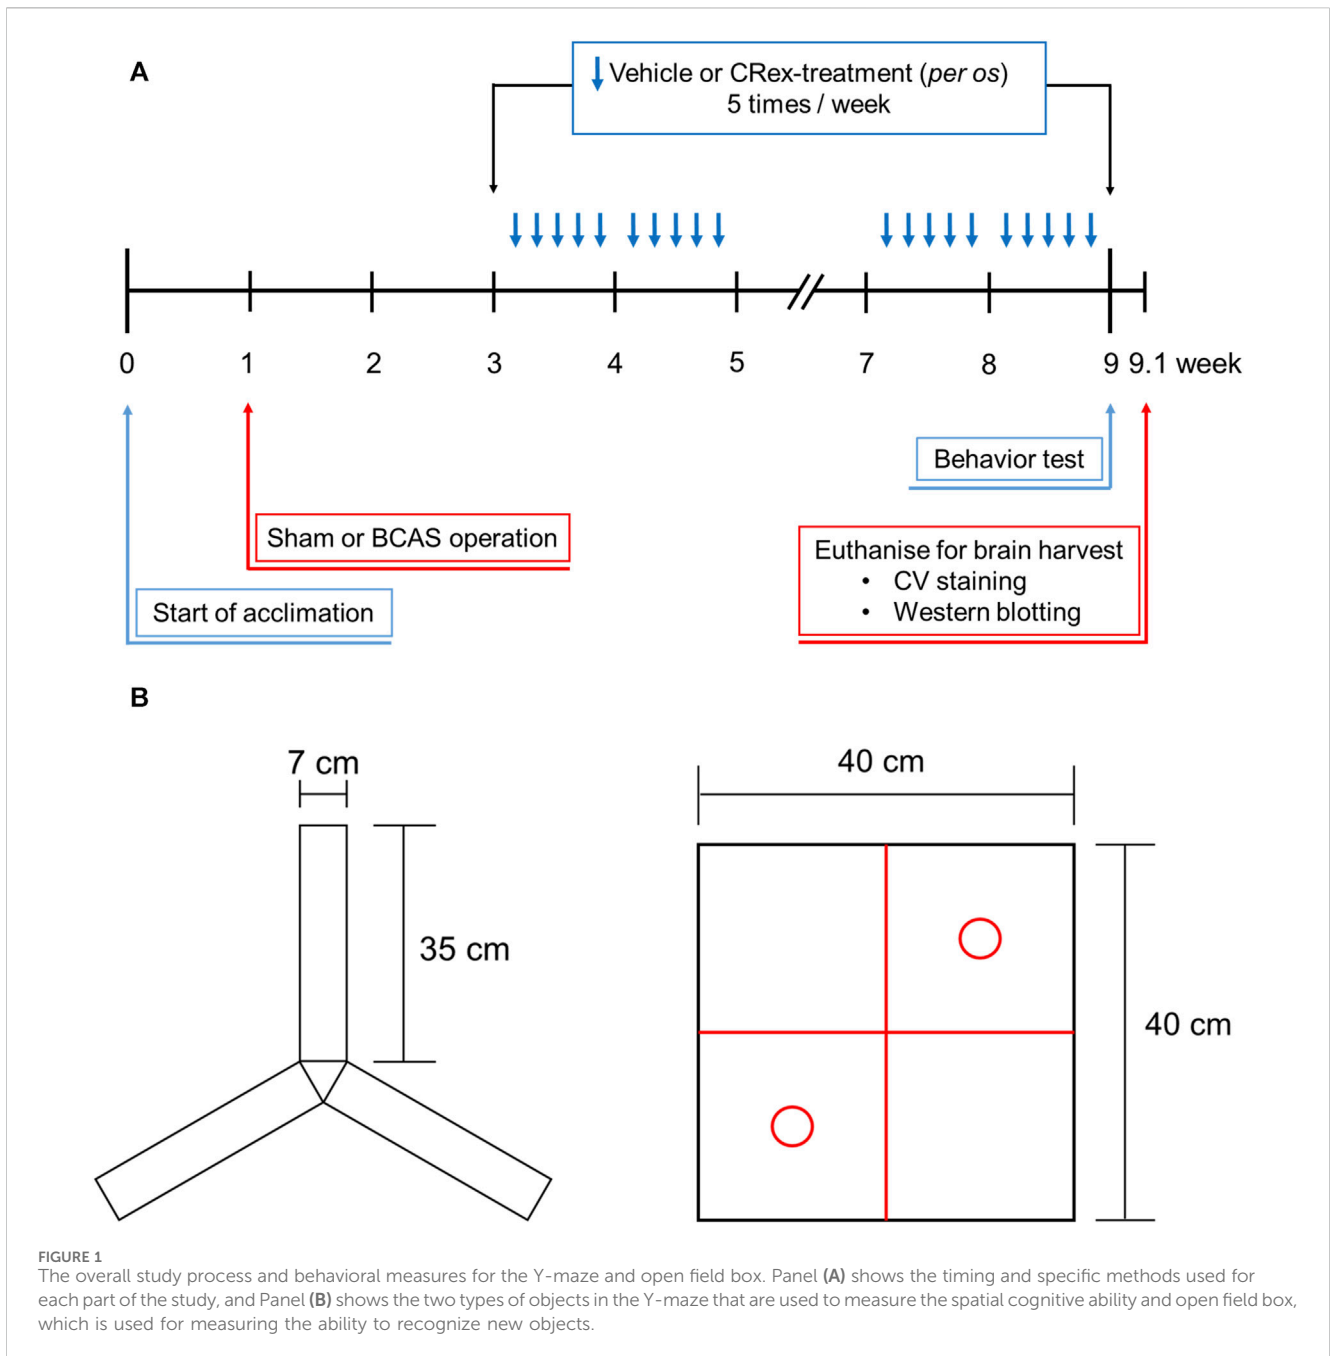 A
Vehicle or CRex-treatment (per os)
5 times / week
0 1 2 3 4 5 7 8 9 9.1 week
Behavior test
Sham or BCAS operation
Euthanise for brain harvest
• CV staining
• Western blotting
Start of acclimation
B
7 cm
40 cm
35 cm
40 cm
FIGURE 1
The overall study process and behavioral measures for the Y-maze and open field box. Panel (A) shows the timing and specific methods used for
each part of the study, and Panel (B) shows the two types of objects in the Y-maze that are used to measure the spatial cognitive ability and open field box,
which is used for measuring the ability to recognize new objects.